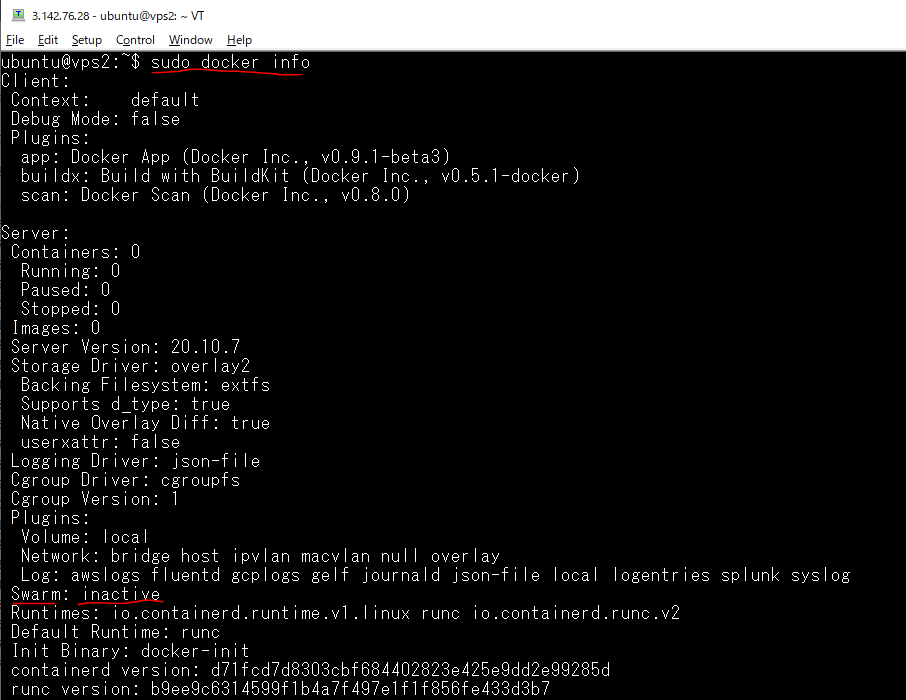 3.142.76.28 - ubuntu@vps2: ~ VT
File Edit Setup Control Window Help
ubuntu@vps2:~$ sudo docker info
Client:
 Context:    default
 Debug Mode: false
 Plugins:
  app: Docker App (Docker Inc., v0.9.1-beta3)
  buildx: Build with BuildKit (Docker Inc., v0.5.1-docker)
  scan: Docker Scan (Docker Inc., v0.8.0)

Server:
 Containers: 0
  Running: 0
  Paused: 0
  Stopped: 0
 Images: 0
 Server Version: 20.10.7
 Storage Driver: overlay2
  Backing Filesystem: extfs
  Supports d_type: true
  Native Overlay Diff: true
  userxattr: false
 Logging Driver: json-file
 Cgroup Driver: cgroupfs
 Cgroup Version: 1
 Plugins:
  Volume: local
  Network: bridge host ipvlan macvlan null overlay
  Log: awslogs fluentd gcplogs gelf journald json-file local logentries splunk syslog
 Swarm: inactive
 Runtimes: io.containerd.runtime.v1.linux runc io.containerd.runc.v2
 Default Runtime: runc
 Init Binary: docker-init
 containerd version: d71fcd7d8303cbf684402823e425e9dd2e99285d
 runc version: b9ee9c6314599f1b4a7f497e1f1f856fe433d3b7